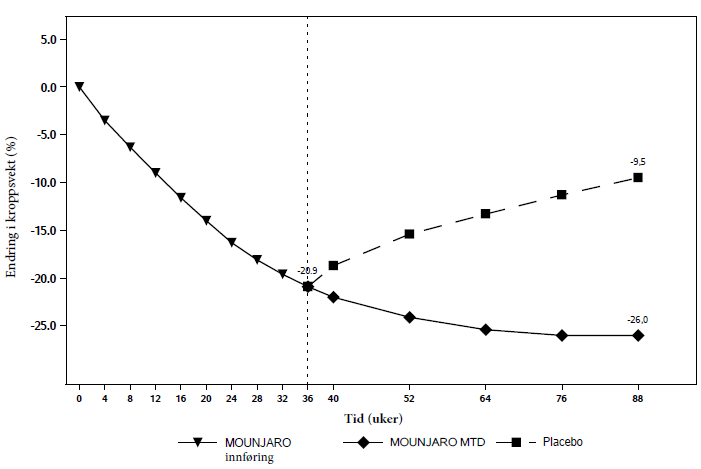 5.0
0.0
-5.0
-10.0
-15.0
-20.0
-25.0
Endring i kroppsvekt (%)
-20.9
-9,5
-26,0
0 4 8 12 16 20 24 28 32 36 40 52 64 76 88
Tid (uker)
MOUNJARO
innføring
MOUNJARO MTD
Placebo